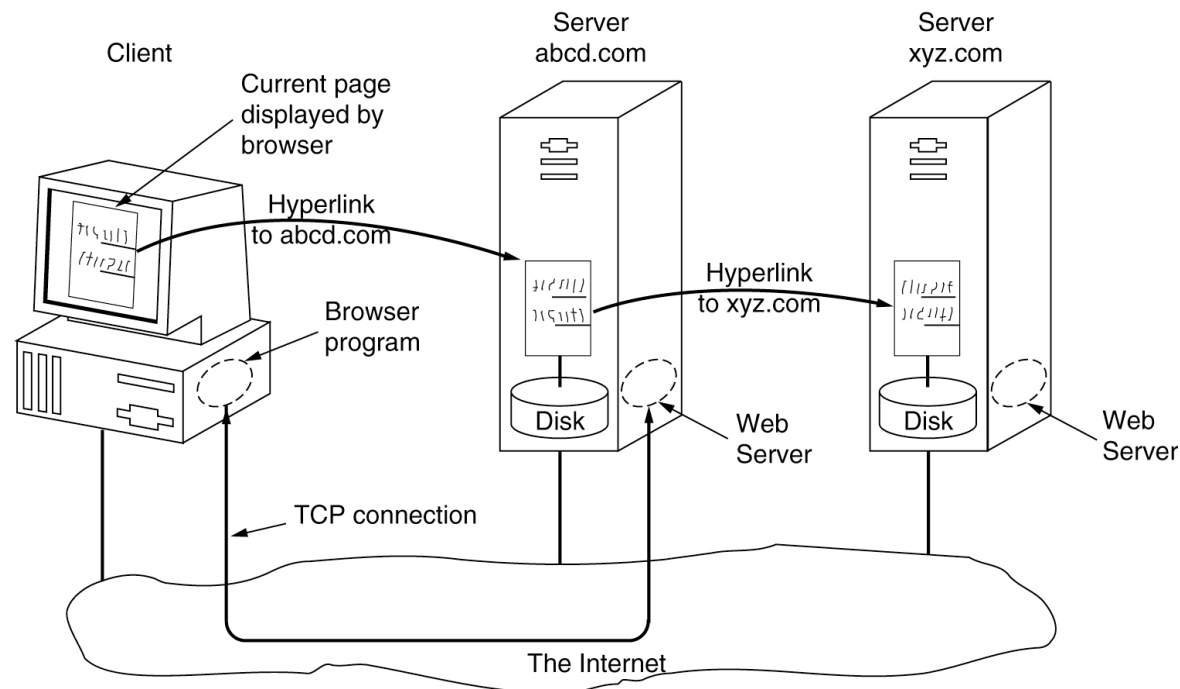 Client
Server
abcd.com
Server
xyz.com
Current page
displayed by
browser
Hyperlink
to abcd.com
Hyperlink
to xyz.com
Browser
program
Disk
Web
Server
Disk
Web
Server
TCP connection
The Internet